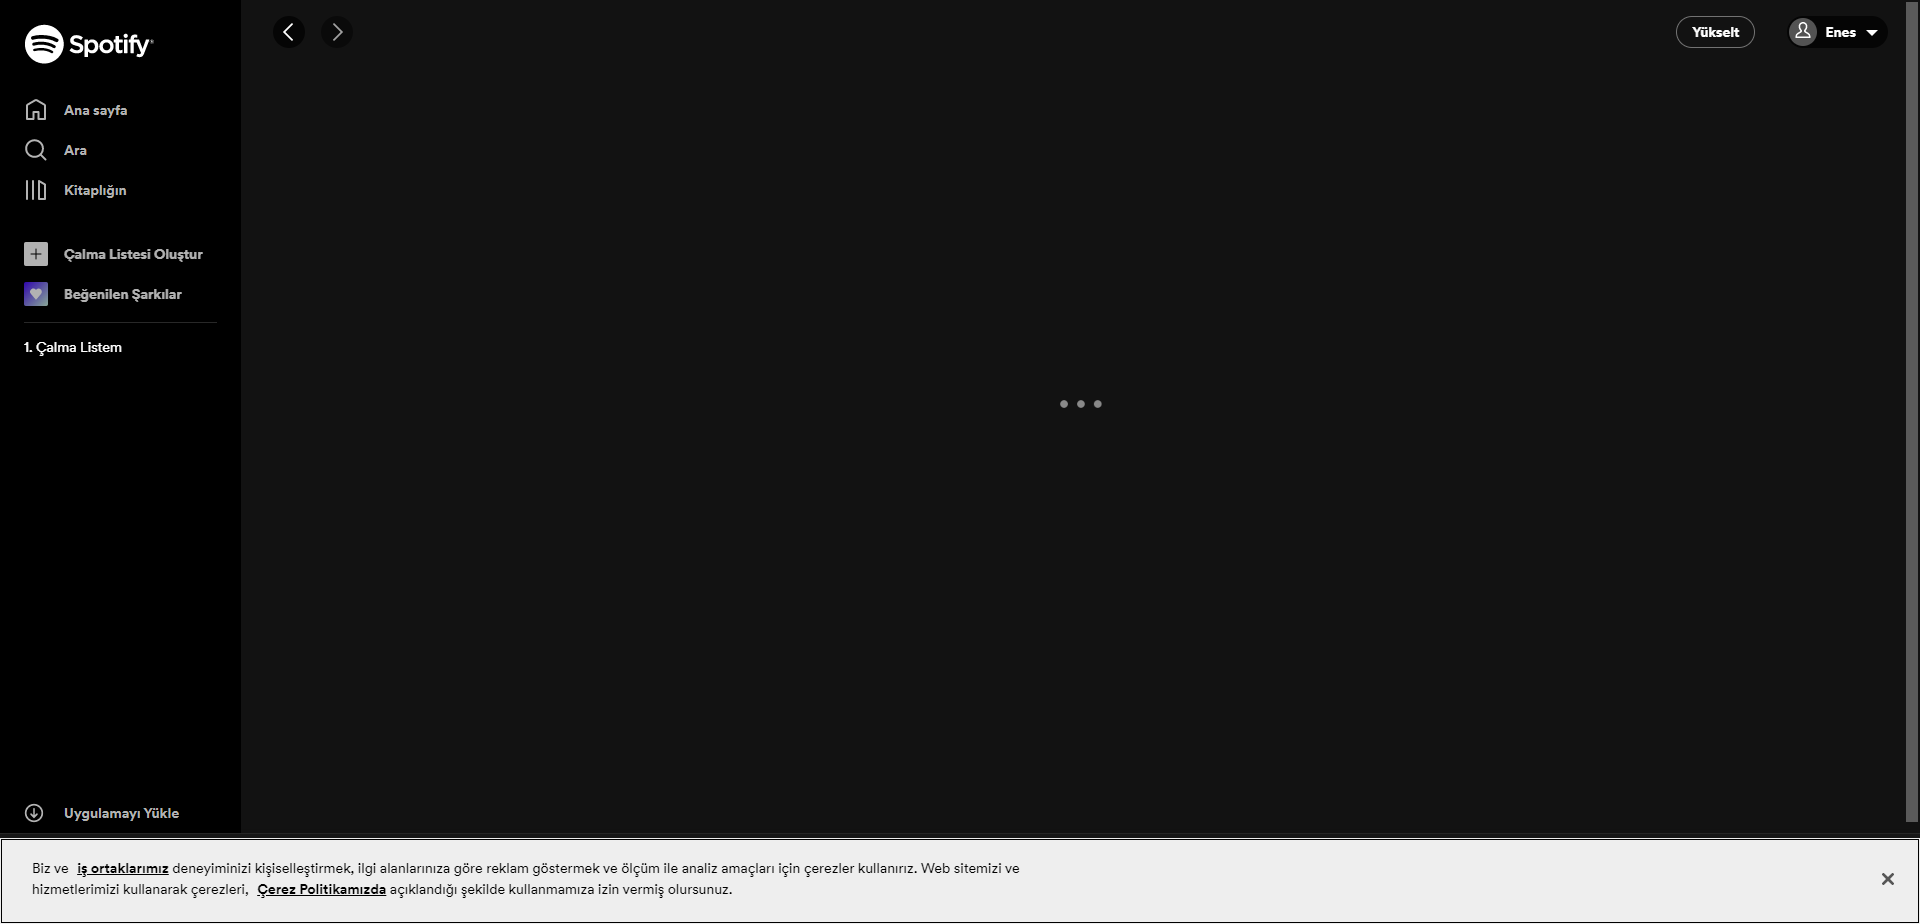 Spotify
Ana sayfa
Ara
Kitaplığın
Çalma Listesi Oluştur
Beğenilen Şarkılar
1. Çalma Listem
Uygulamayı Yükle
Yükselt
Enes
Biz ve iş ortaklarımız deneyiminizi kişiselleştirmek, ilgi alanlarınıza göre reklam göstermek ve ölçüm ile analiz amaçları için çerezler kullanırız. Web sitemizi ve
hizmetlerimizi kullanarak çerezleri, Çerez Politikamızda açıklandığı şekilde kullanmamıza izin vermiş olursunuz.